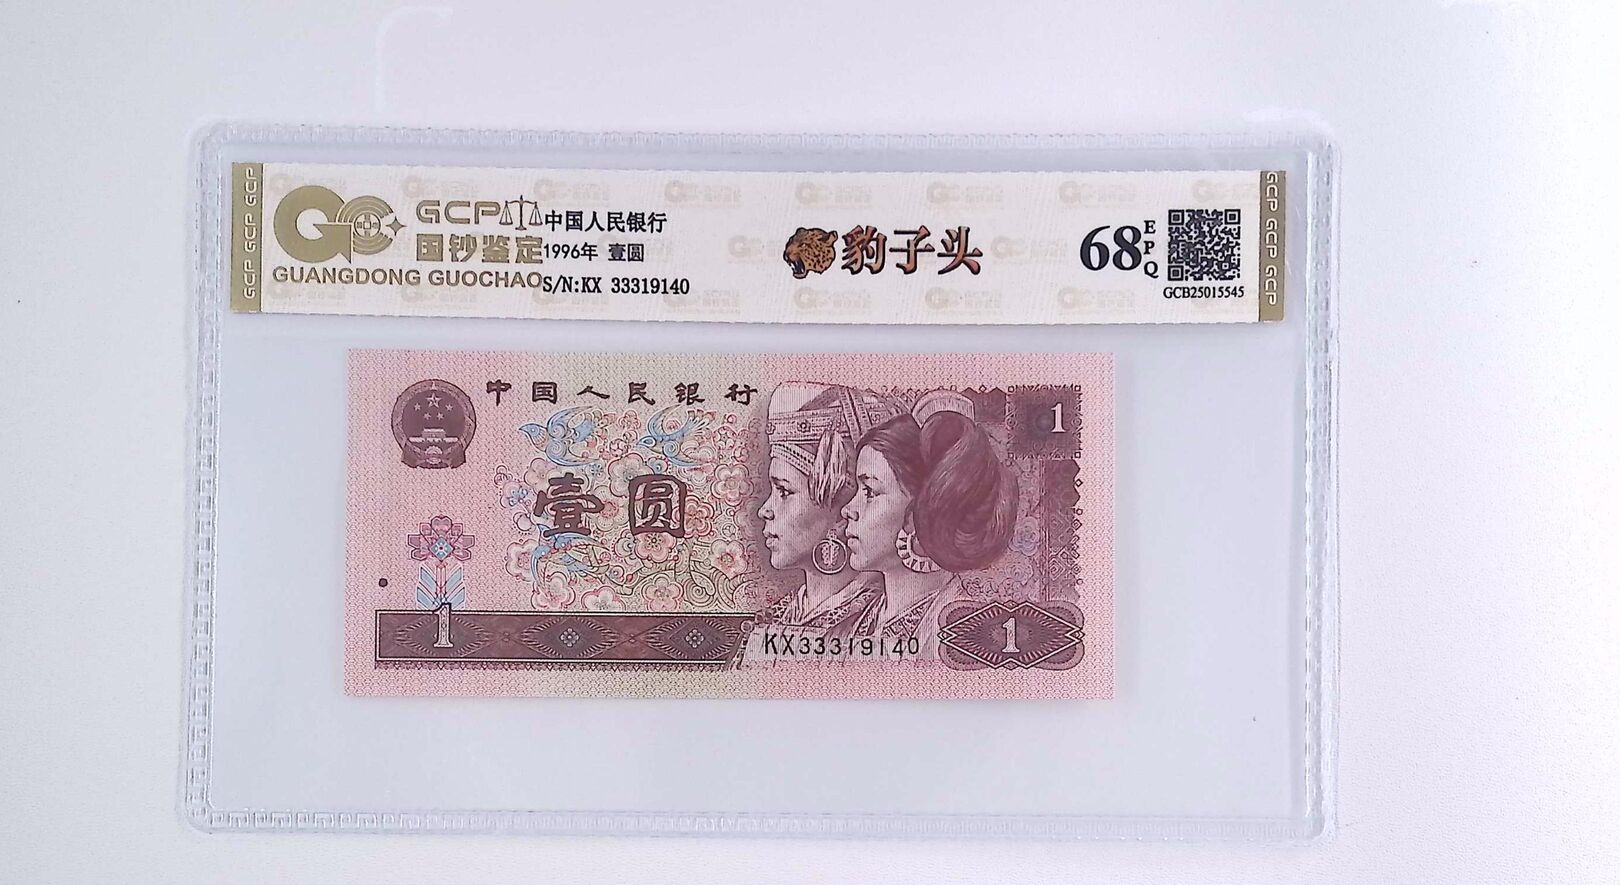 GCP GCP GCP
GCP
国钞鉴定
GUANGDONG GUOCHAO
中国人民银行
1996年 壹圆
S/N:KX 33319140
豹子头
68
EPQ
GCB25015545
GCP GCP GCP
中国人民银行
1
壹圆
1
KX33319140
1